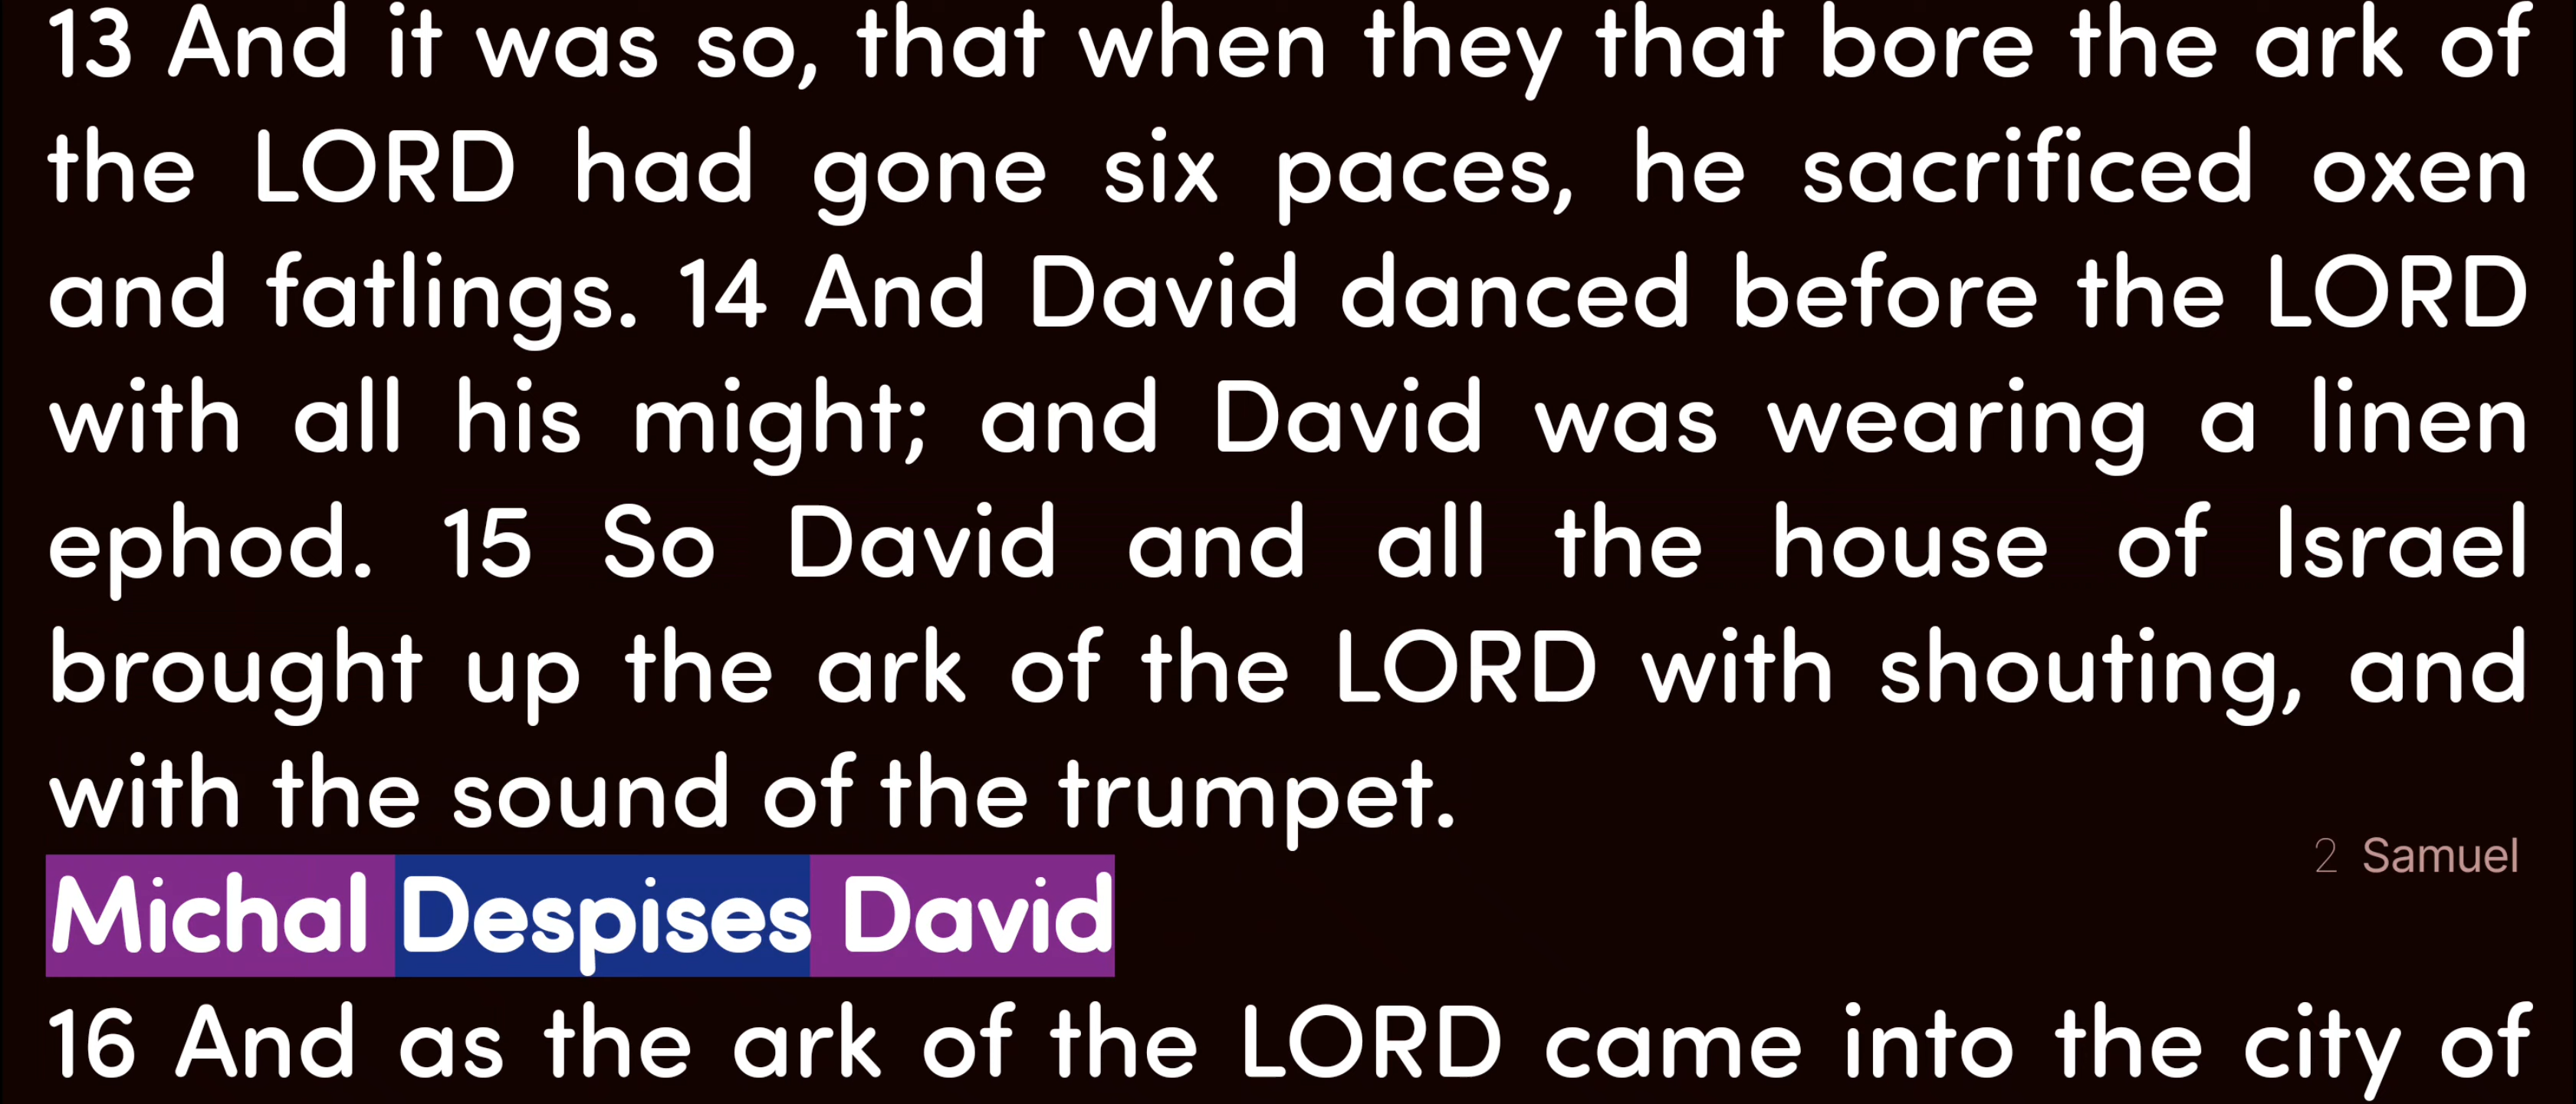 13 And it was so, that when they that bore the ark of
the LORD had gone six paces, he sacrificed oxen
and fatlings. 14 And David danced before the LORD
with all his might; and David was wearing a linen
ephod. 15 So David and all the house of Israel
brought up the ark of the LORD with shouting, and
with the sound of the trumpet.
2 Samuel
Michal Despises David
16 And as the ark of the LORD came into the city of